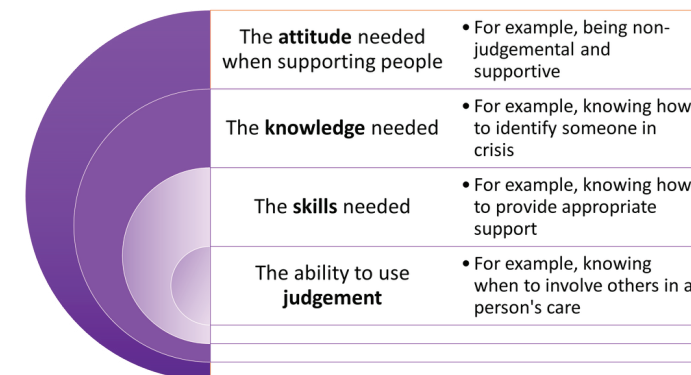 The attitude needed
when supporting people
• For example, being non-
judgemental and
supportive
The knowledge needed
• For example, knowing how
to identify someone in
crisis
The skills needed
• For example, knowing how
to provide appropriate
support
The ability to use
judgement
• For example, knowing
when to involve others in a
person's care